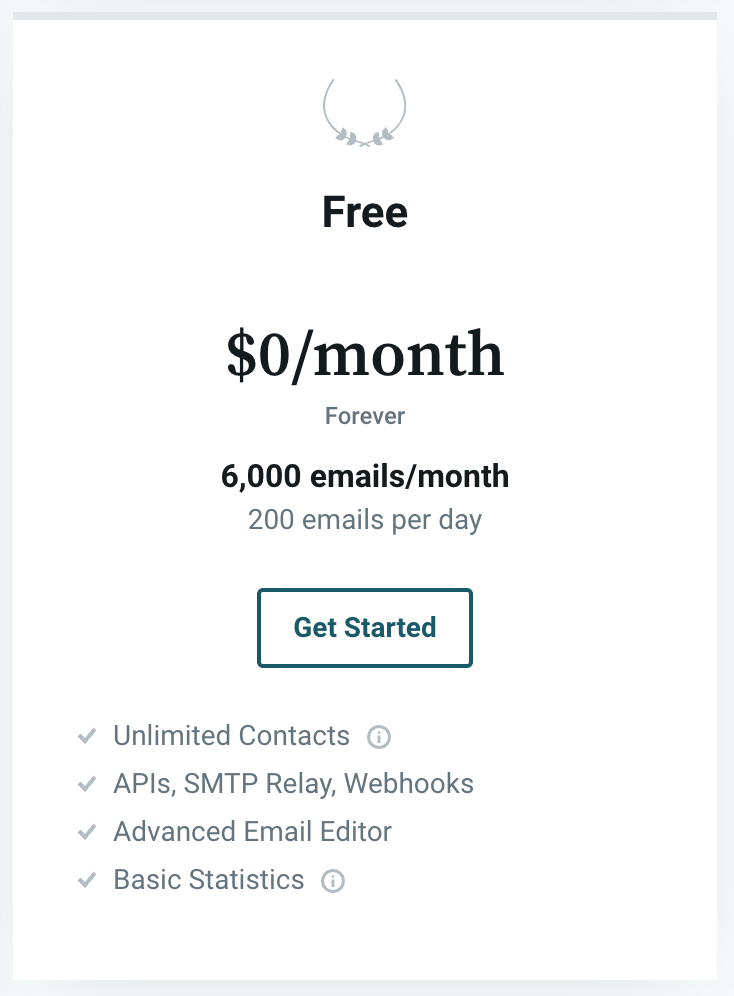 Free
$0/month
Forever
6,000 emails/month
200 emails per day
Get Started
Unlimited Contacts
APIs, SMTP Relay, Webhooks
Advanced Email Editor
Basic Statistics